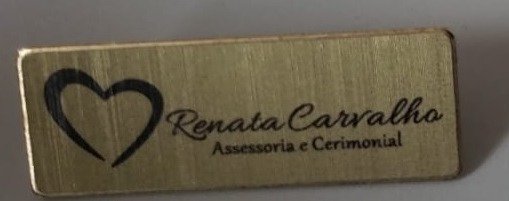 Renata Carvalho
Assessoria e Cerimonial